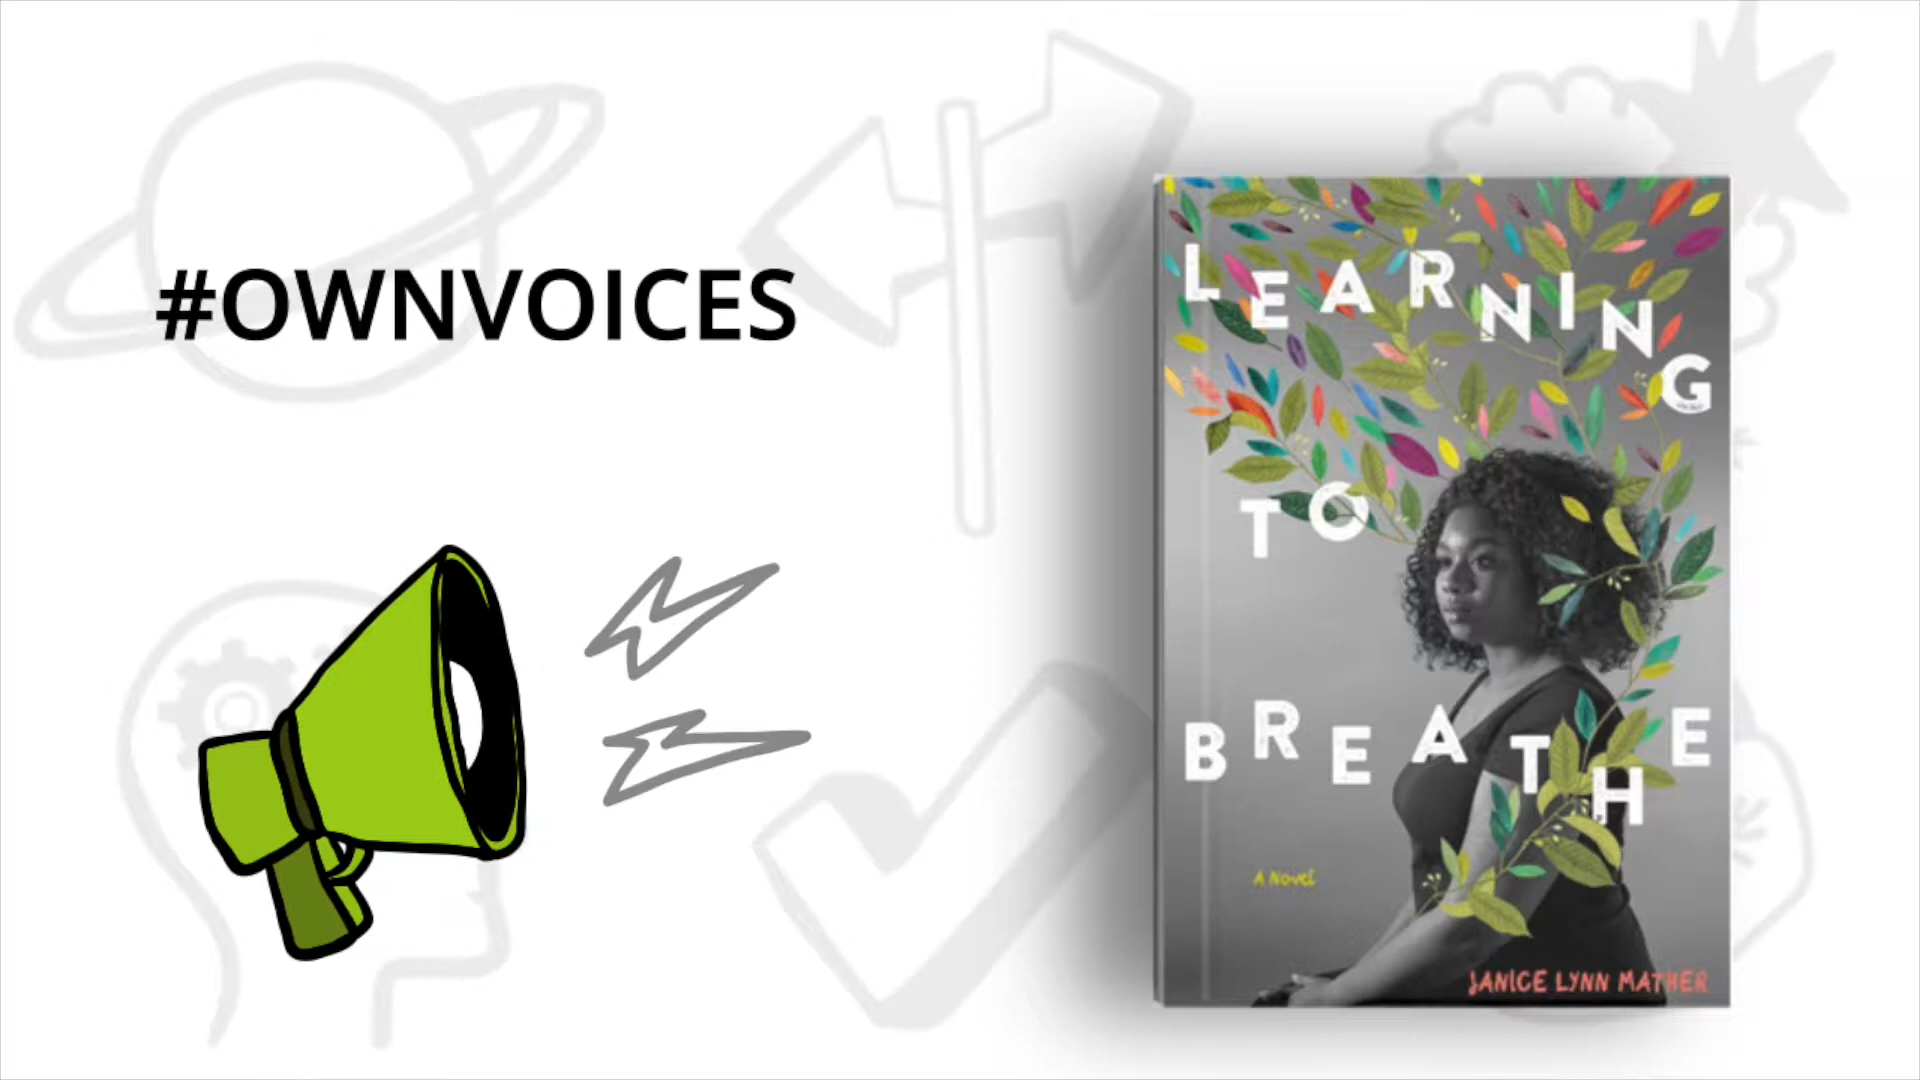 #OWNVOICES
LEARNING
TO
BREATHE
A Novel
JANICE LYNN MATHER